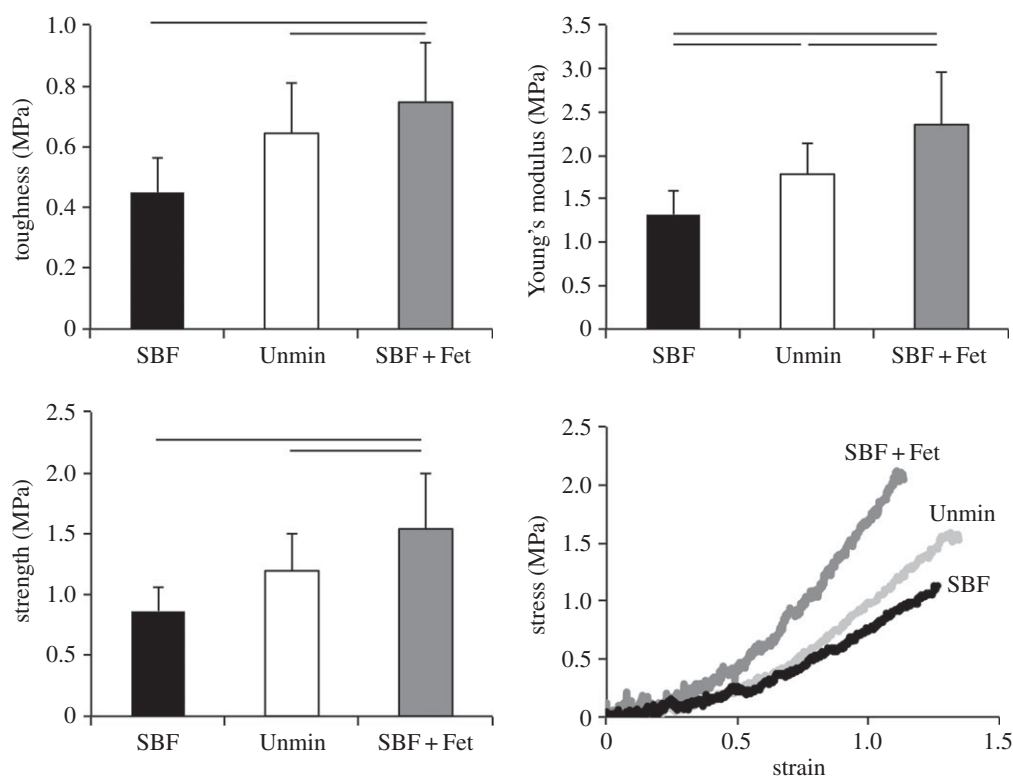 toughness (MPa)
1.0
0.8
0.6
0.4
0.2
0
SBF
Unmin
SBF + Fet
Young's modulus (MPa)
3.5
3.0
2.5
2.0
1.5
1.0
0.5
0
SBF
Unmin
SBF + Fet
strength (MPa)
2.5
2.0
1.5
1.0
0.5
0
SBF
Unmin
SBF + Fet
stress (MPa)
2.5
2.0
1.5
1.0
0.5
0
SBF + Fet
Unmin
SBF
0
0.5
1.0
1.5
strain